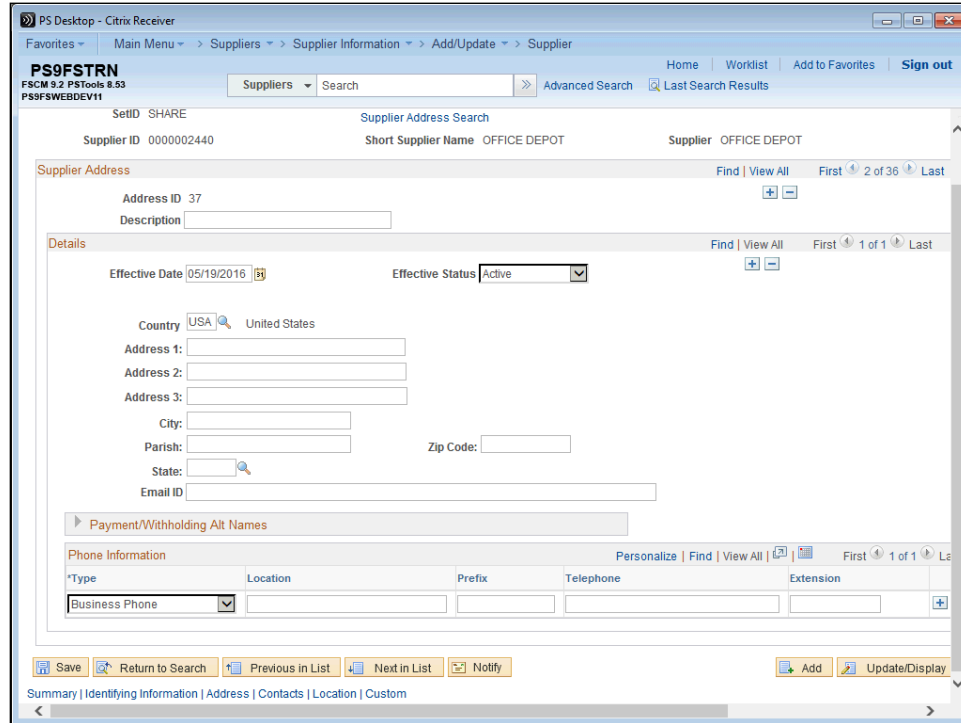 PS Desktop - Citrix Receiver
Favorites Main Menu > Suppliers > Supplier Information > Add/Update > Supplier
PS9FSTRN
FSCM 9.2 PSTools 8.53
PS9FSWEBDEV11
Home Worklist Add to Favorites Sign out
Suppliers Search Advanced Search Last Search Results
SetID SHARE Supplier Address Search
Supplier ID 0000002440 Short Supplier Name OFFICE DEPOT Supplier OFFICE DEPOT
Supplier Address Find | View All First 2 of 36 Last
Address ID 37
Description
Details Find | View All First 1 of 1 Last
Effective Date 05/19/2016 31 Effective Status Active
Country USA United States
Address 1:
Address 2:
Address 3:
City:
Parish: Zip Code:
State:
Email ID
Payment/Withholding Alt Names
Phone Information Personalize | Find | View All | | First 1 of 1 La
*Type Location Prefix Telephone Extension
Business Phone
Save Return to Search Previous in List Next in List Notify Add Update/Display
Summary | Identifying Information | Address | Contacts | Location | Custom